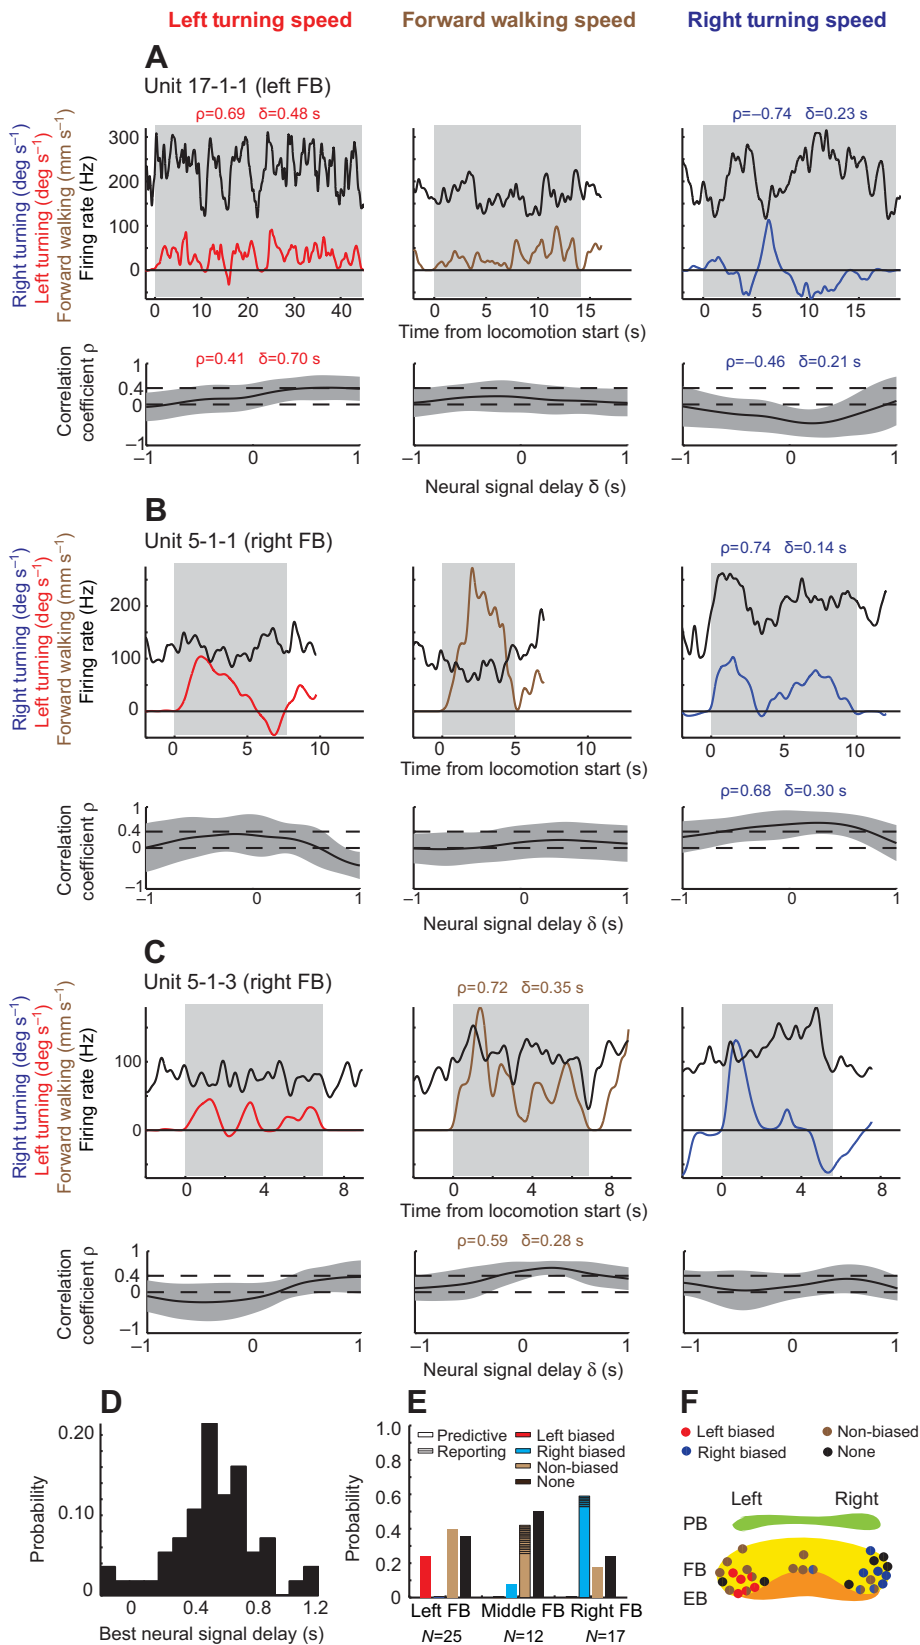 Left turning speed Forward walking speed Right turning speed
A
Unit 17-1-1 (left FB)
Right turning (deg s⁻¹)
Left turning (deg s⁻¹)
Forward walking (mm s⁻¹)
Firing rate (Hz)
ρ=0.69 δ=0.48 s
ρ=−0.74 δ=0.23 s
300
200
100
0
0 10 20 30 40
0 5 10 15
0 5 10 15
Time from locomotion start (s)
Correlation
coefficient ρ
ρ=0.41 δ=0.70 s
ρ=−0.46 δ=0.21 s
1
0.4
0
−1
−1 0 1
0 1
−1 0 1
Neural signal delay δ (s)
B
Unit 5-1-1 (right FB)
Right turning (deg s⁻¹)
Left turning (deg s⁻¹)
Forward walking (mm s⁻¹)
Firing rate (Hz)
ρ=0.74 δ=0.14 s
200
100
0
0 5 10
0 5 10
0 5 10
Time from locomotion start (s)
Correlation
coefficient ρ
ρ=0.68 δ=0.30 s
1
0.4
0
−1
−1 0 1
−1 0 1
−1 0 1
Neural signal delay δ (s)
C
Unit 5-1-3 (right FB)
Right turning (deg s⁻¹)
Left turning (deg s⁻¹)
Forward walking (mm s⁻¹)
Firing rate (Hz)
ρ=0.72 δ=0.35 s
100
0
0 4 8
0 4 8
0 4 8
Time from locomotion start (s)
Correlation
coefficient ρ
ρ=0.59 δ=0.28 s
1
0.4
0
−1
−1 0 1
−1 0 1
−1 0 1
Neural signal delay δ (s)
D
Probability
0.20
0.10
0
0 0.4 0.8 1.2
Best neural signal delay (s)
E
Probability
1.0
0.8
0.6
0.4
0.2
0
Predictive
Reporting
Left biased
Right biased
Non-biased
None
Left FB Middle FB Right FB
N=25 N=12 N=17
F
Left biased Non-biased
Right biased None
Left Right
PB
FB
EB